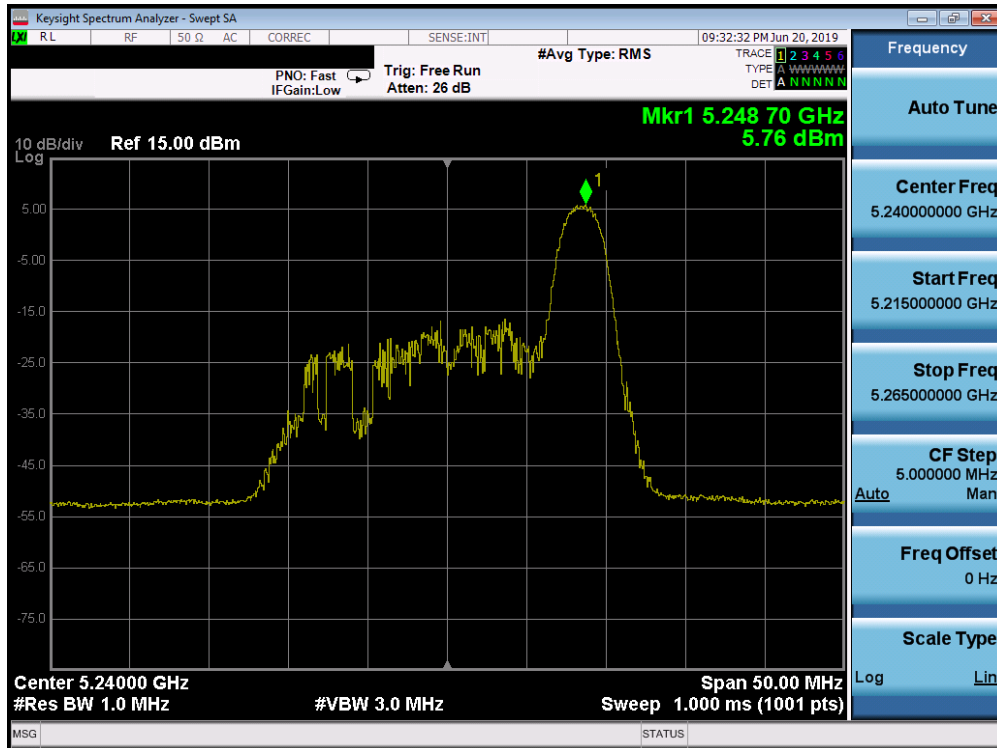 Keysight Spectrum Analyzer - Swept SA
LXI RL RF 50 Ω AC CORREC SENSE:INT 09:32:32 PM Jun 20, 2019
#Avg Type: RMS TRACE 1 2 3 4 5 6
PNO: Fast Trig: Free Run TYPE A WWWWW
IFGain:Low Atten: 26 dB DET A N N N N N
Mkr1 5.248 70 GHz
10 dB/div Ref 15.00 dBm 5.76 dBm
Log
1
5.00
-5.00
-15.0
-25.0
-35.0
-45.0
-55.0
-65.0
-75.0
Center 5.24000 GHz Span 50.00 MHz
#Res BW 1.0 MHz #VBW 3.0 MHz Sweep 1.000 ms (1001 pts)
MSG STATUS
Frequency
Auto Tune
Center Freq
5.240000000 GHz
Start Freq
5.215000000 GHz
Stop Freq
5.265000000 GHz
CF Step
5.000000 MHz
Auto Man
Freq Offset
0 Hz
Scale Type
Log Lin